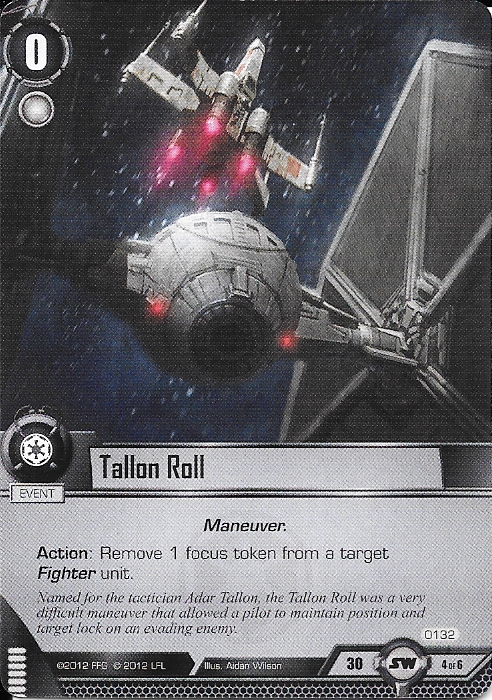 0
Tallon Roll
EVENT
Maneuver.
Action: Remove 1 focus token from a target
Fighter unit.
Named for the tactician Adar Tallon, the Tallon Roll was a very
difficult maneuver that allowed a pilot to maintain position and
target lock on an evading enemy.
0132
©2012 FFG © 2012 LFL
Illus. Aidan Wilson
30
SW
4 OF 6